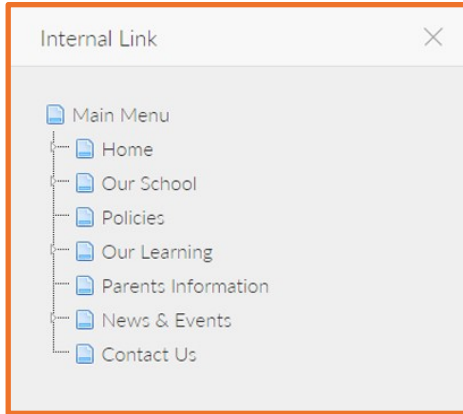 Internal Link
Main Menu
Home
Our School
Policies
Our Learning
Parents Information
News & Events
Contact Us